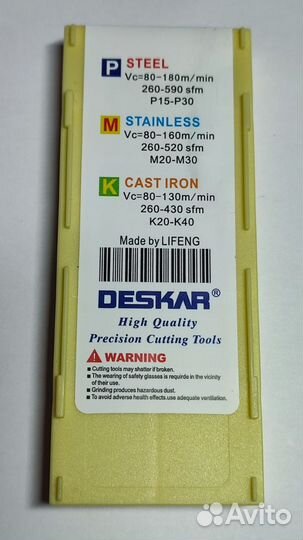 P STEEL
Vc=80-180m/min
260-590 sfm
P15-P30
M STAINLESS
Vc=80-160m/min
260-520 sfm
M20-M30
K CAST IRON
Vc=80-130m/min
260-430 sfm
K20-K40
Made by LIFENG
DESKAR®
High Quality
Precision Cutting Tools
WARNING
■ Cutting tools may shatter if broken.
■ The wearing of safety glasses is requirde in the vicinity
of their use.
■ Grinding produces hazardous dust.
■ To avoid adverse health effects.use adequate ventilation.
Avito